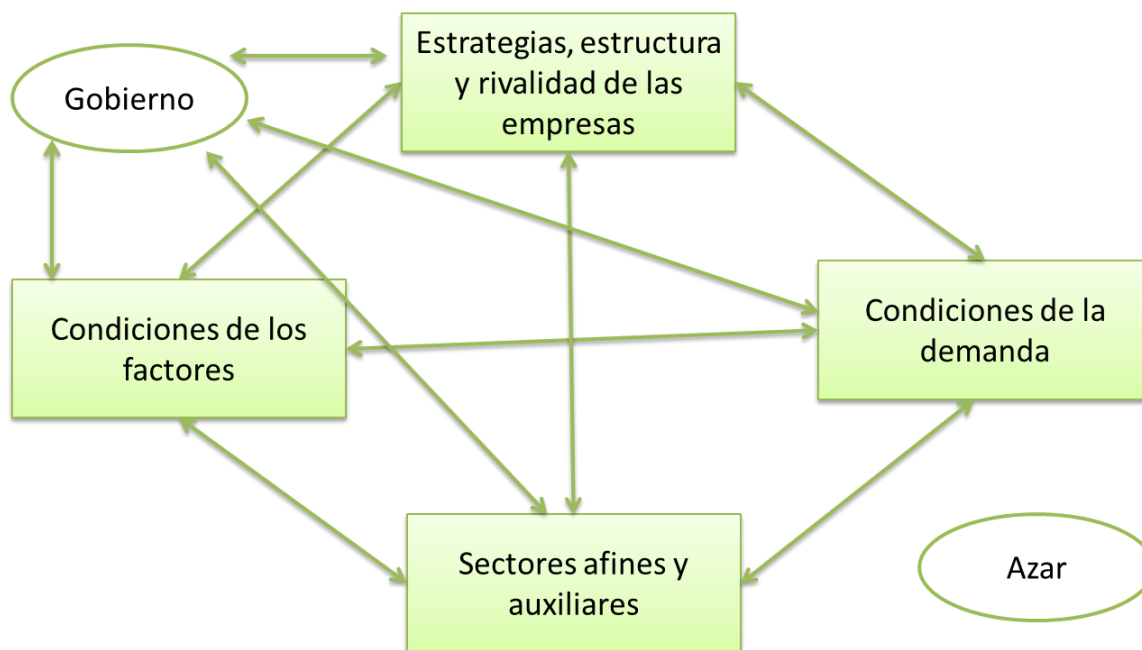 Estrategias, estructura
y rivalidad de las
empresas
Gobierno
Condiciones de los
factores
Condiciones de la
demanda
Sectores afines y
auxiliares
Azar